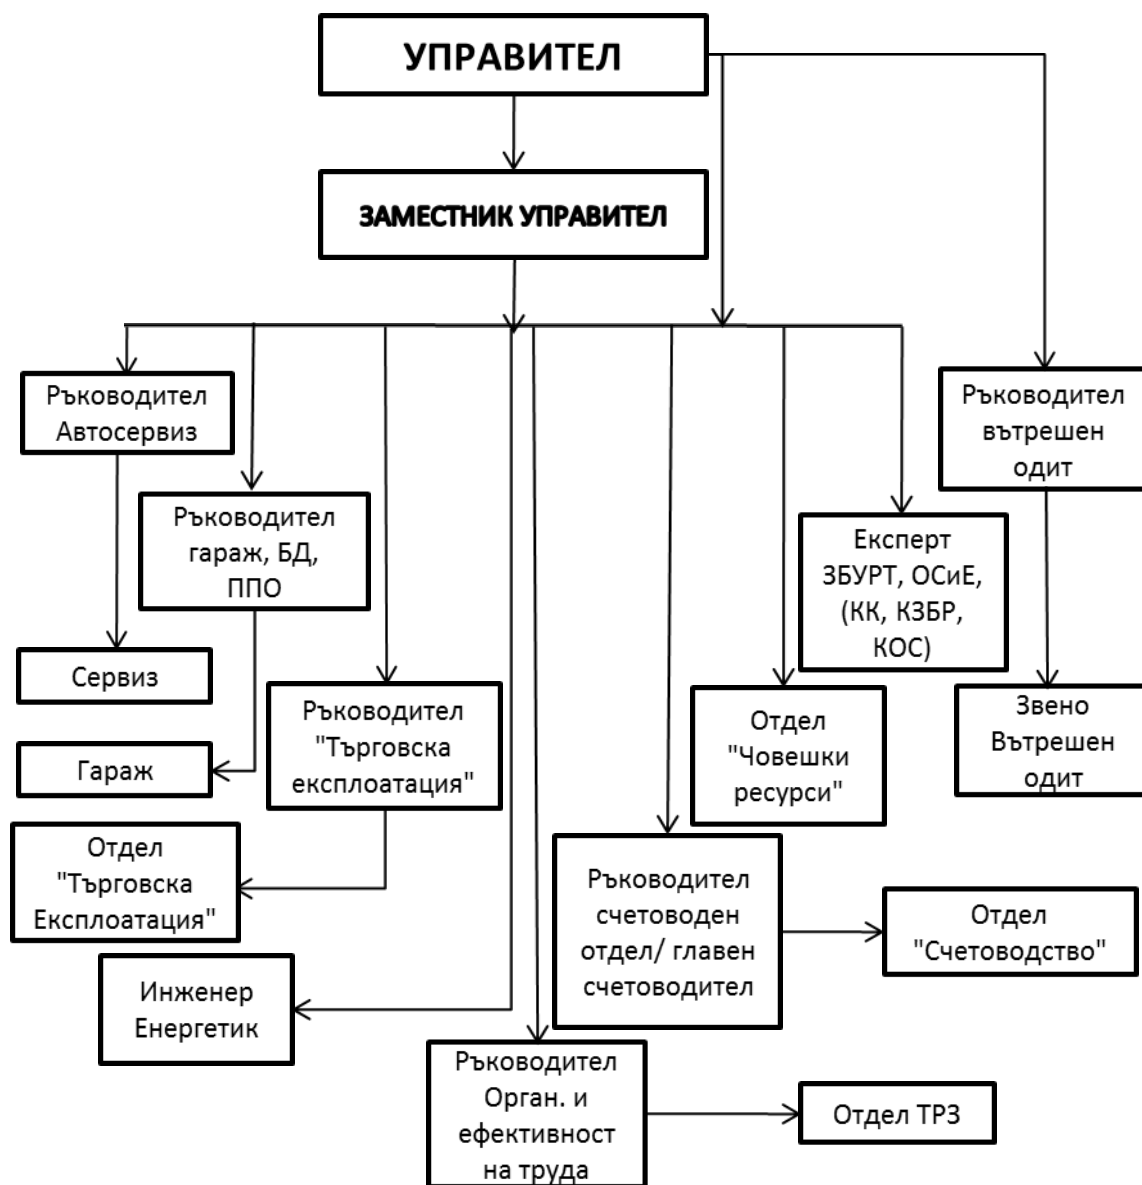 УПРАВИТЕЛ
ЗАМЕСТНИК УПРАВИТЕЛ
Ръководител
Автосервиз
Ръководител
вътрешен
одит
Ръководител
гараж, БД,
ППО
Експерт
ЗБУРТ, ОСиЕ,
(КК, КЗБР,
КОС)
Сервиз
Ръководител
"Търговска
експлоатация"
Отдел
"Човешки
ресурси"
Звено
Вътрешен
одит
Гараж
Отдел
"Търговска
Експлоатация"
Ръководител
счетоводен
отдел/ главен
счетоводител
Отдел
"Счетоводство"
Инженер
Енергетик
Ръководител
Орган. и
ефективност
на труда
Отдел ТРЗ